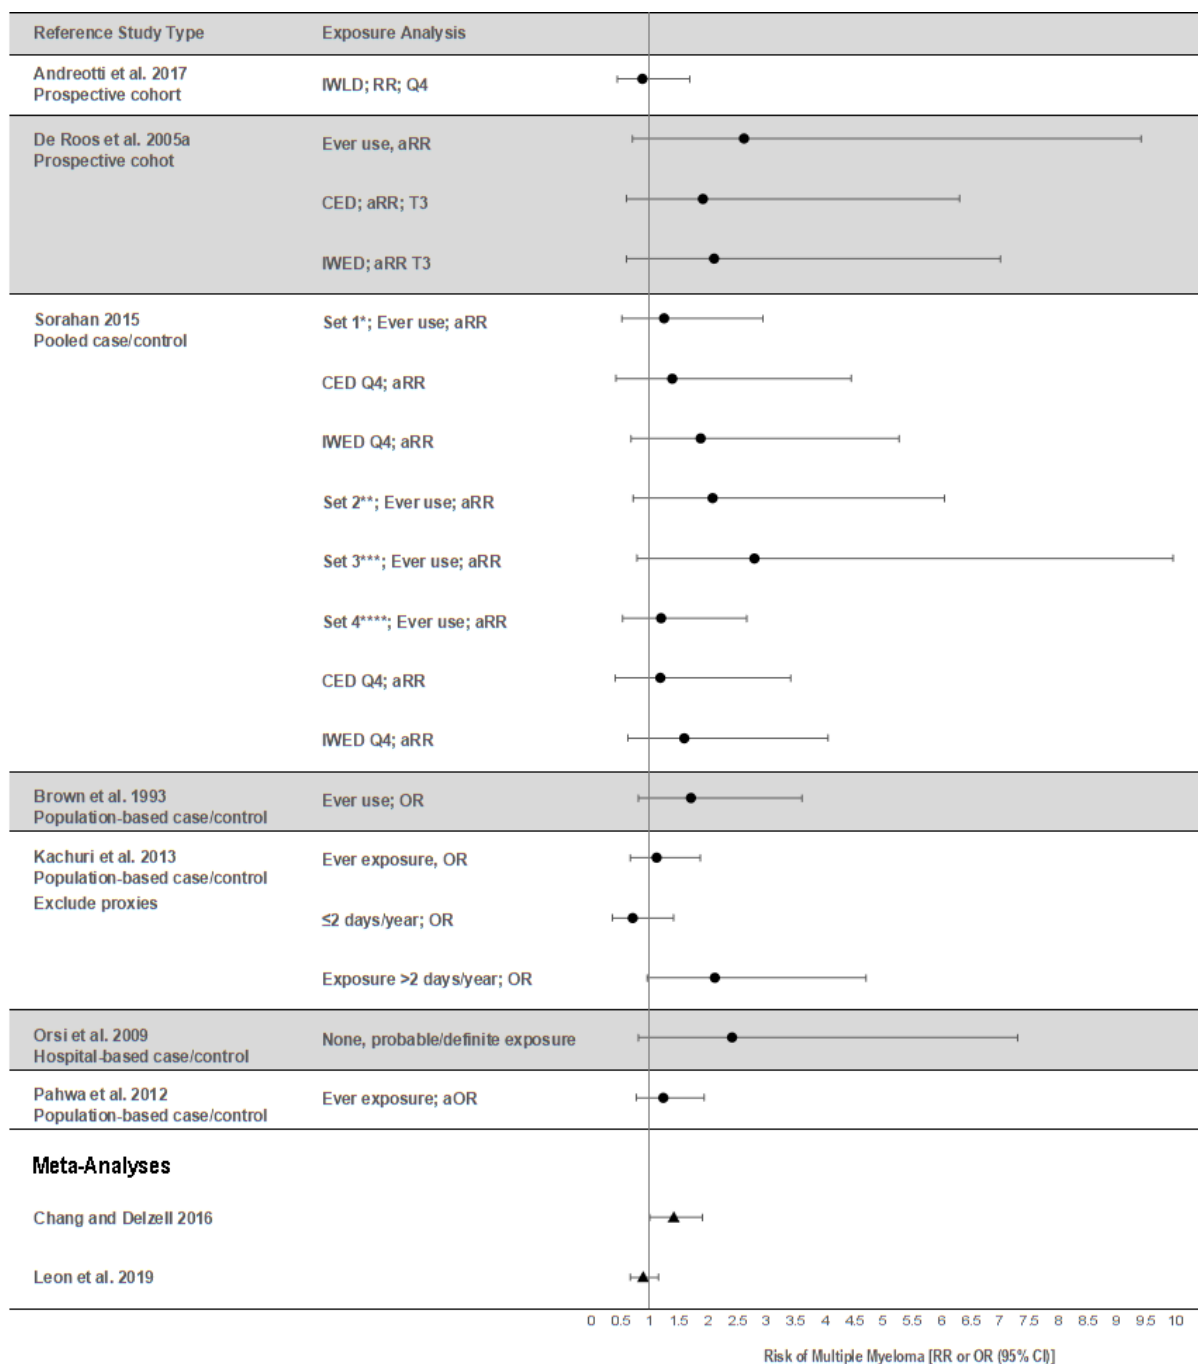 Reference Study Type Exposure Analysis
Andreotti et al. 2017
Prospective cohort
IWLD; RR; Q4
De Roos et al. 2005a
Prospective cohot
Ever use, aRR
CED; aRR; T3
IWED; aRR T3
Sorahan 2015
Pooled case/control
Set 1*; Ever use; aRR
CED Q4; aRR
IWED Q4; aRR
Set 2**; Ever use; aRR
Set 3***; Ever use; aRR
Set 4****; Ever use; aRR
CED Q4; aRR
IWED Q4; aRR
Brown et al. 1993
Population-based case/control
Ever use; OR
Kachuri et al. 2013
Population-based case/control
Exclude proxies
Ever exposure, OR
≤2 days/year; OR
Exposure >2 days/year; OR
Orsi et al. 2009
Hospital-based case/control
None, probable/definite exposure
Pahwa et al. 2012
Population-based case/control
Ever exposure; aOR
Meta-Analyses
Chang and Delzell 2016
Leon et al. 2019
0 0.5 1 1.5 2 2.5 3 3.5 4 4.5 5 5.5 6 6.5 7 7.5 8 8.5 9 9.5 10
Risk of Multiple Myeloma [RR or OR (95% CI)]